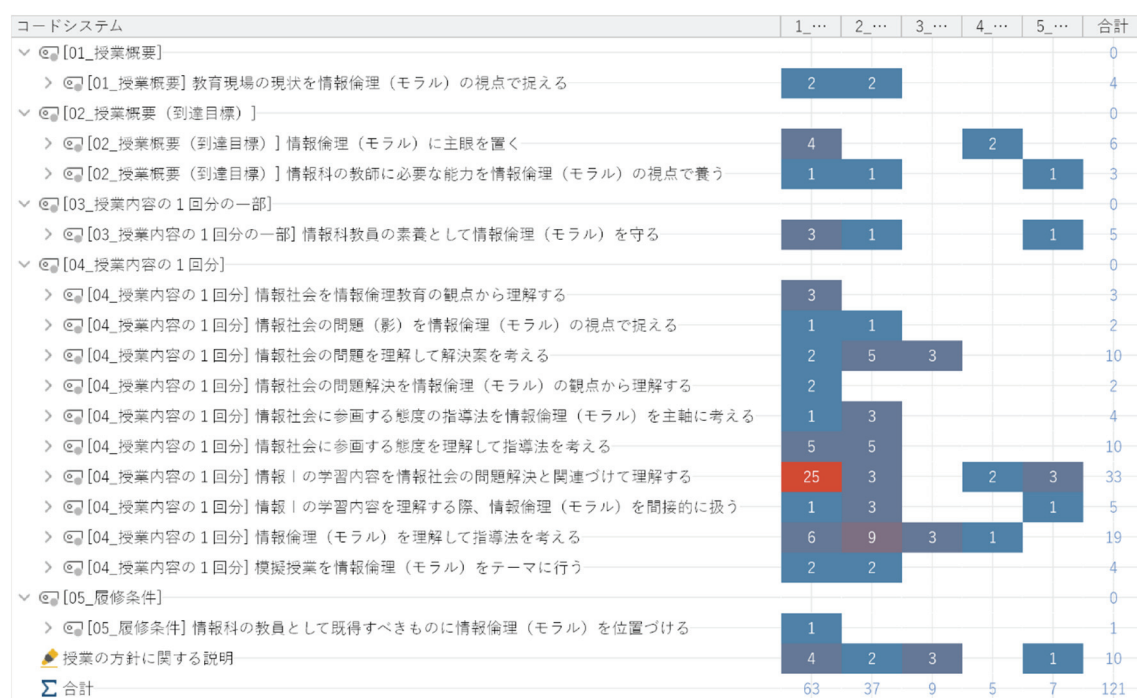 コードシステム 1_… 2_… 3_… 4_… 5_… 合計
[01_授業概要] 0
[01_授業概要] 教育現場の現状を情報倫理（モラル）の視点で捉える 2 2 4
[02_授業概要（到達目標）] 0
[02_授業概要（到達目標）] 情報倫理（モラル）に主眼を置く 4 2 6
[02_授業概要（到達目標）] 情報科の教師に必要な能力を情報倫理（モラル）の視点で養う 1 1 1 3
[03_授業内容の１回分の一部] 0
[03_授業内容の１回分の一部] 情報科教員の素養として情報倫理（モラル）を守る 3 1 1 5
[04_授業内容の１回分] 0
[04_授業内容の１回分] 情報社会を情報倫理教育の観点から理解する 3 3
[04_授業内容の１回分] 情報社会の問題（影）を情報倫理（モラル）の視点で捉える 1 1 2
[04_授業内容の１回分] 情報社会の問題を理解して解決案を考える 2 5 3 10
[04_授業内容の１回分] 情報社会の問題解決を情報倫理（モラル）の観点から理解する 2 2
[04_授業内容の１回分] 情報社会に参画する態度の指導法を情報倫理（モラル）を主軸に考える 1 3 4
[04_授業内容の１回分] 情報社会に参画する態度を理解して指導法を考える 5 5 10
[04_授業内容の１回分] 情報Ⅰの学習内容を情報社会の問題解決と関連づけて理解する 25 3 2 3 33
[04_授業内容の１回分] 情報Ⅰの学習内容を理解する際、情報倫理（モラル）を間接的に扱う 1 3 1 5
[04_授業内容の１回分] 情報倫理（モラル）を理解して指導法を考える 6 9 3 1 19
[04_授業内容の１回分] 模擬授業を情報倫理（モラル）をテーマに行う 2 2 4
[05_履修条件] 0
[05_履修条件] 情報科の教員として既得すべきものに情報倫理（モラル）を位置づける 1 1
授業の方針に関する説明 4 2 3 1 10
Σ 合計 63 37 9 5 7 121